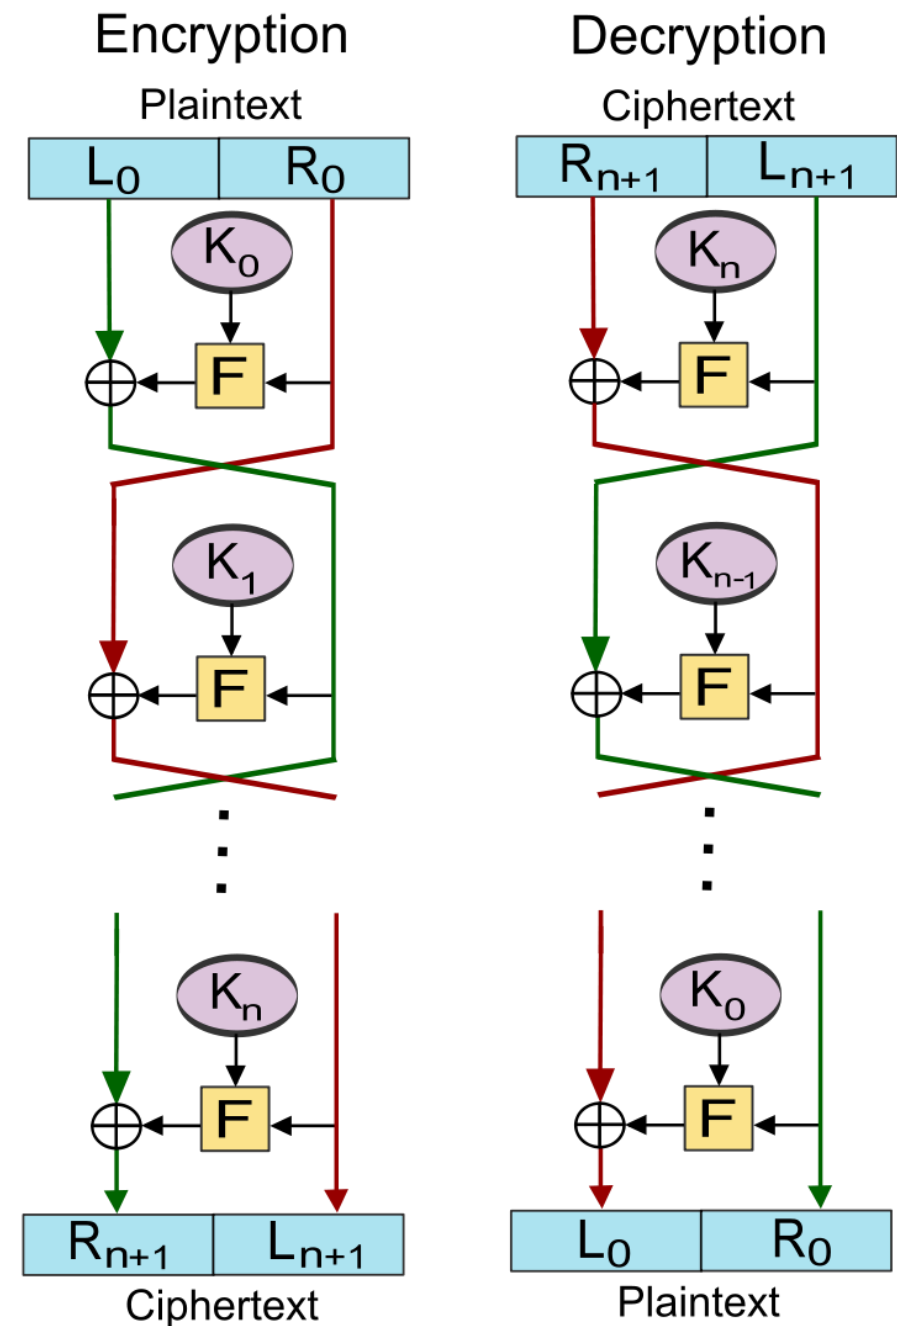 Encryption
Plaintext
L0 R0
K0
F
K1
F
Kn
F
Rn+1 Ln+1
Ciphertext
Decryption
Ciphertext
Rn+1 Ln+1
Kn
F
Kn-1
F
K0
F
L0 R0
Plaintext